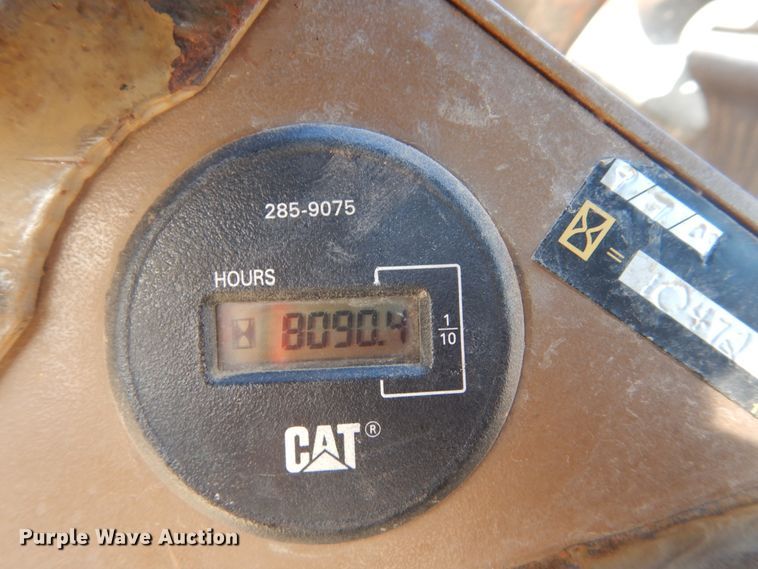 285-9075
HOURS
8090.4
1/10
CAT®
=
Purple Wave Auction